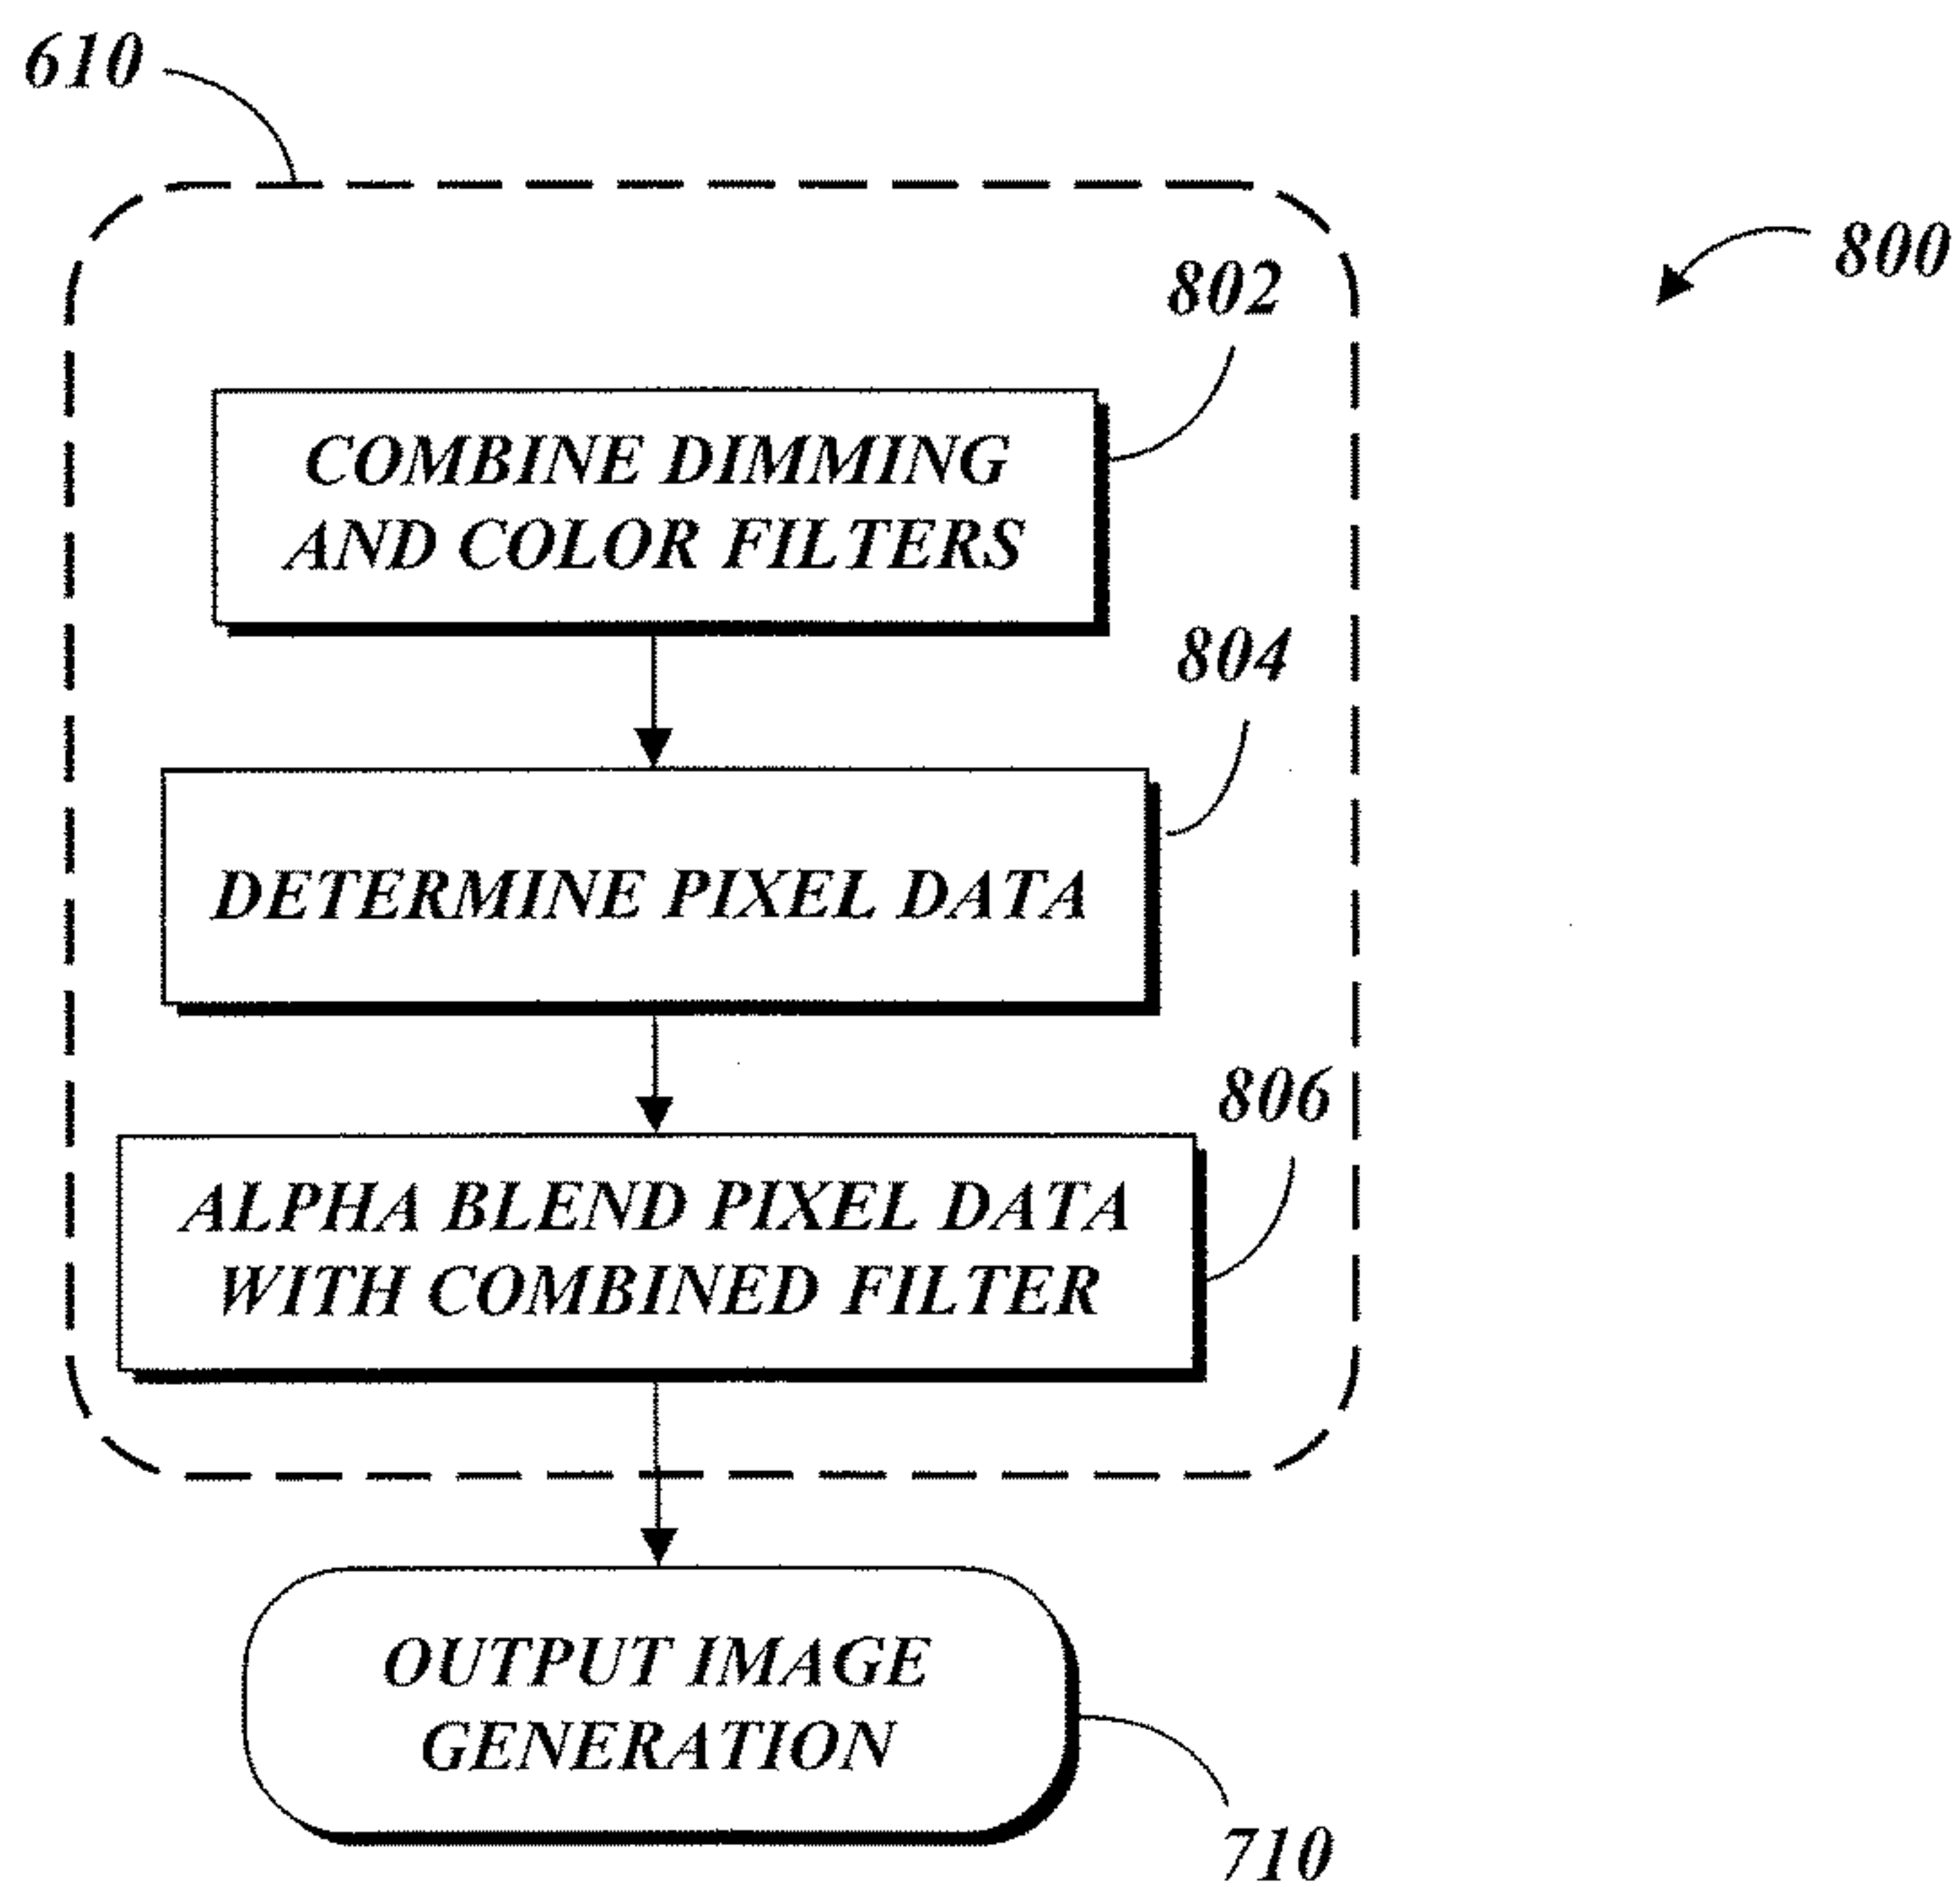 610
800
802
COMBINE DIMMING
AND COLOR FILTERS
804
DETERMINE PIXEL DATA
806
ALPHA BLEND PIXEL DATA
WITH COMBINED FILTER
OUTPUT IMAGE
GENERATION
710